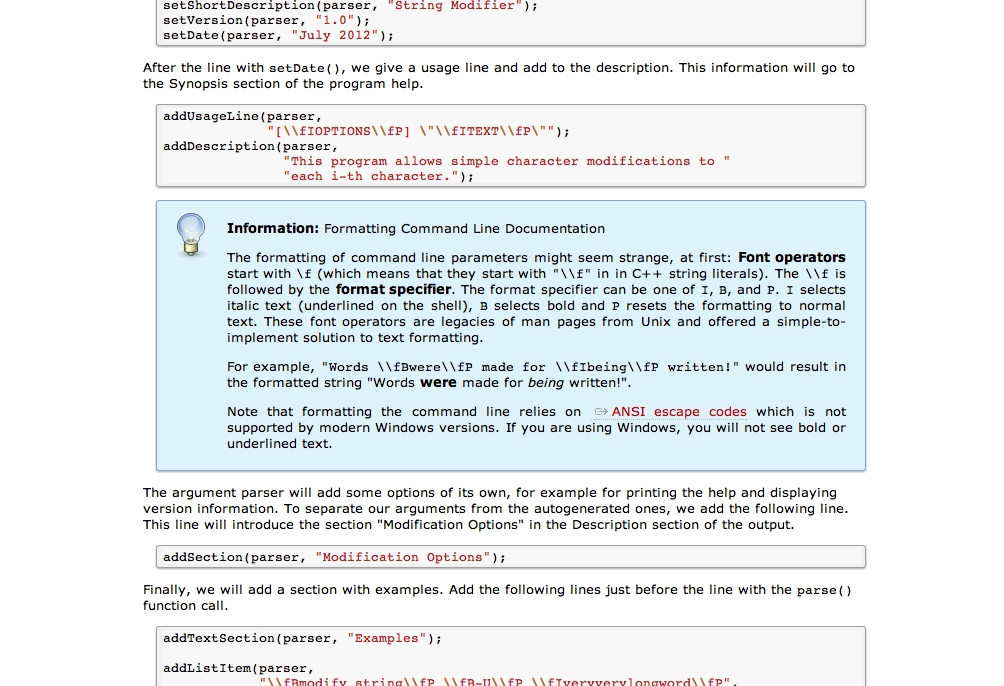 setShortDescription(parser, "String Modifier");
setVersion(parser, "1.0");
setDate(parser, "July 2012");
After the line with setDate(), we give a usage line and add to the description. This information will go to
the Synopsis section of the program help.
addUsageLine(parser,
"[\\fIOPTIONS\\fP] \"\\fITEXT\\fP\"");
addDescription(parser,
"This program allows simple character modifications to "
"each i-th character.");
Information: Formatting Command Line Documentation
The formatting of command line parameters might seem strange, at first: Font operators
start with \f (which means that they start with "\\f" in in C++ string literals). The \\f is
followed by the format specifier. The format specifier can be one of I, B, and P. I selects
italic text (underlined on the shell), B selects bold and P resets the formatting to normal
text. These font operators are legacies of man pages from Unix and offered a simple-to-
implement solution to text formatting.
For example, "Words \\fBwere\\fP made for \\fIbeing\\fP written!" would result in
the formatted string "Words were made for being written!".
Note that formatting the command line relies on ANSI escape codes which is not
supported by modern Windows versions. If you are using Windows, you will not see bold or
underlined text.
The argument parser will add some options of its own, for example for printing the help and displaying
version information. To separate our arguments from the autogenerated ones, we add the following line.
This line will introduce the section "Modification Options" in the Description section of the output.
addSection(parser, "Modification Options");
Finally, we will add a section with examples. Add the following lines just before the line with the parse()
function call.
addTextSection(parser, "Examples");
addListItem(parser,
"\\fBmodify_string\\fP \\fB-U\\fP \\fIveryverylongword\\fP",